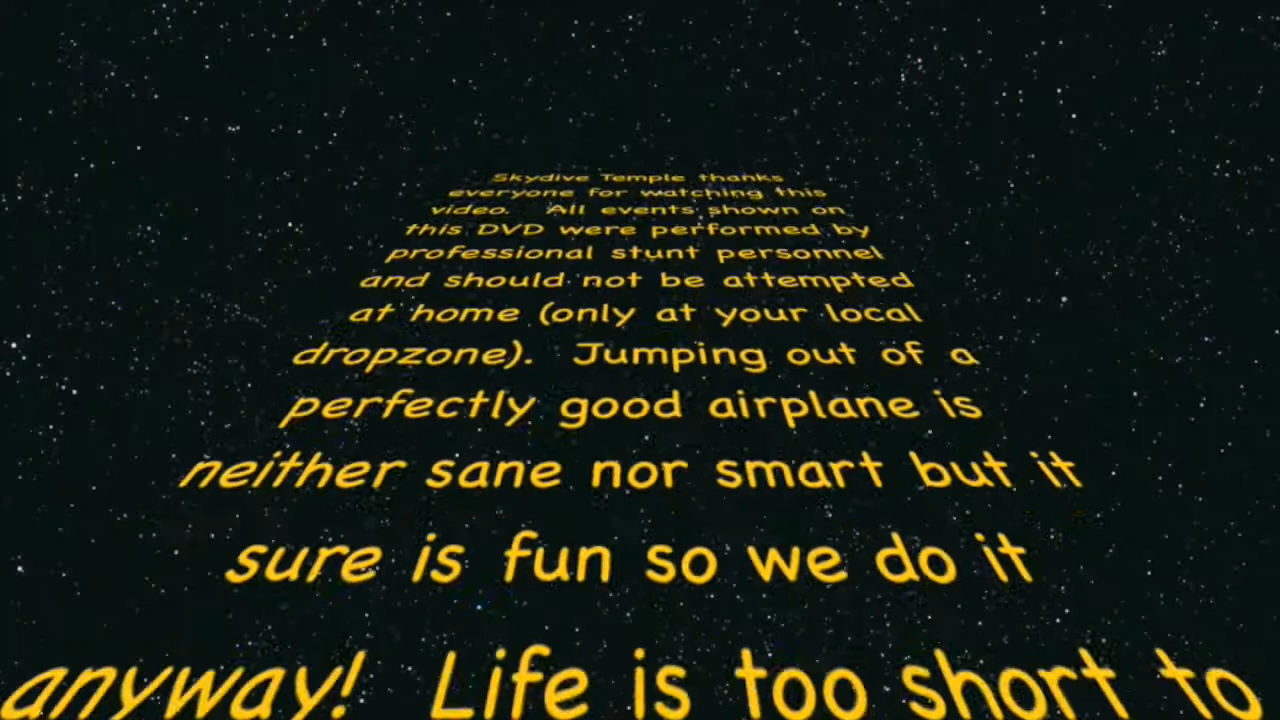 Skydive Temple thanks
everyone for watching this
video. All events shown on
this DVD were performed by
professional stunt personnel
and should not be attempted
at home (only at your local
dropzone). Jumping out of a
perfectly good airplane is
neither sane nor smart but it
sure is fun so we do it
anyway! Life is too short to